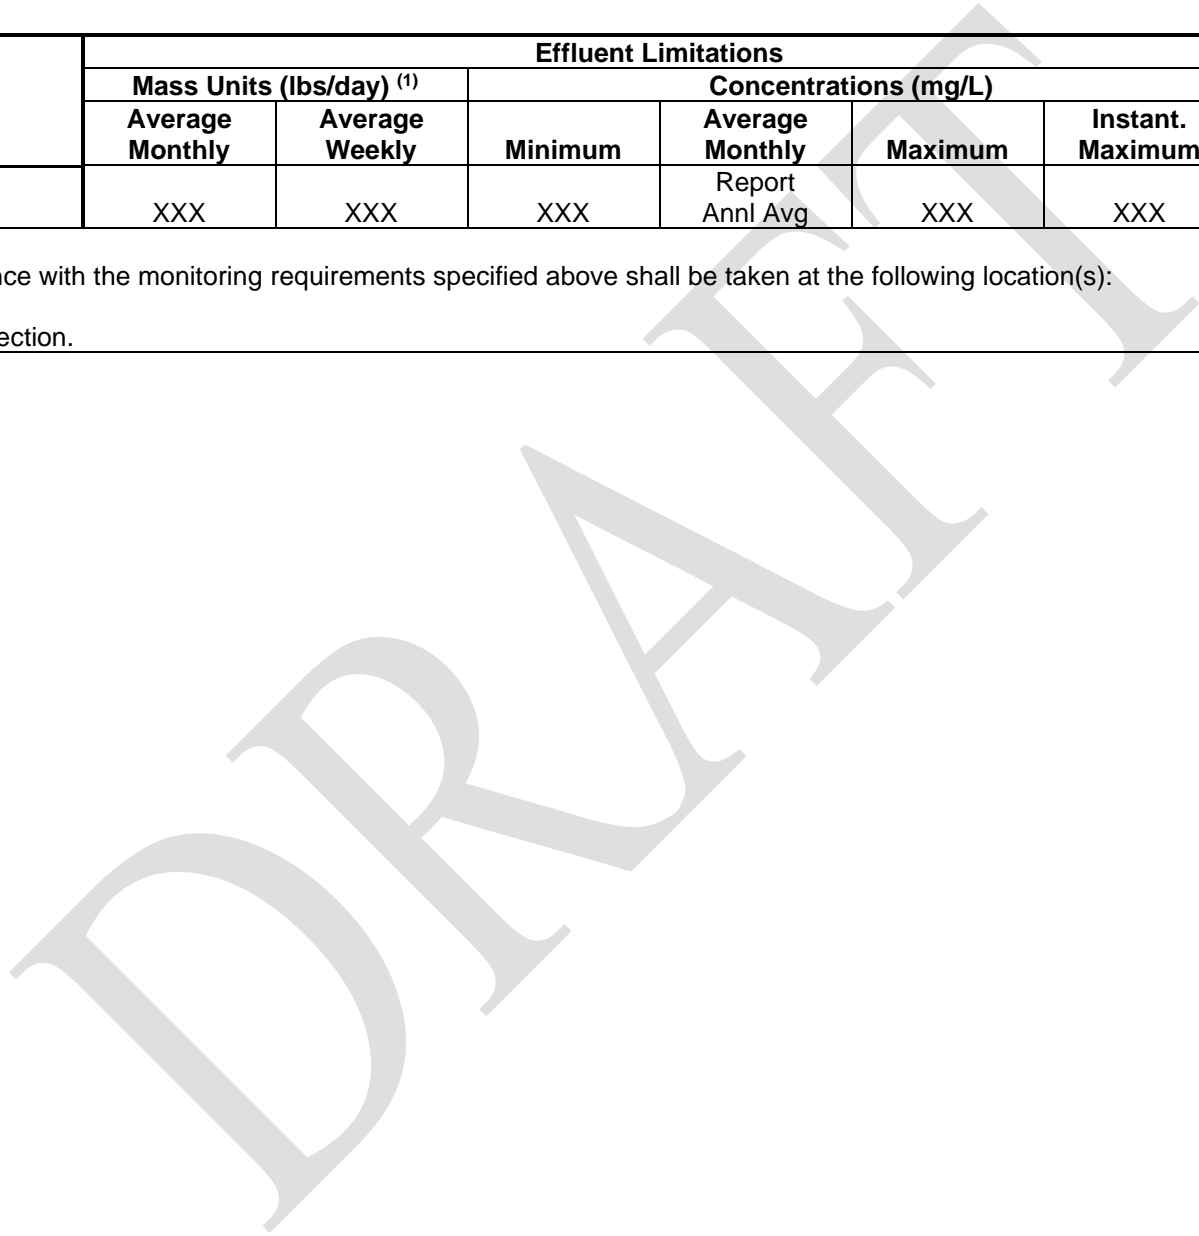 Effluent Limitations
Mass Units (lbs/day) (1) Concentrations (mg/L)
Average Average Average Instant.
Monthly Weekly Minimum Monthly Maximum Maximum
Report
XXX XXX XXX Annl Avg XXX XXX
nce with the monitoring requirements specified above shall be taken at the following location(s):
ection.
DRAFT